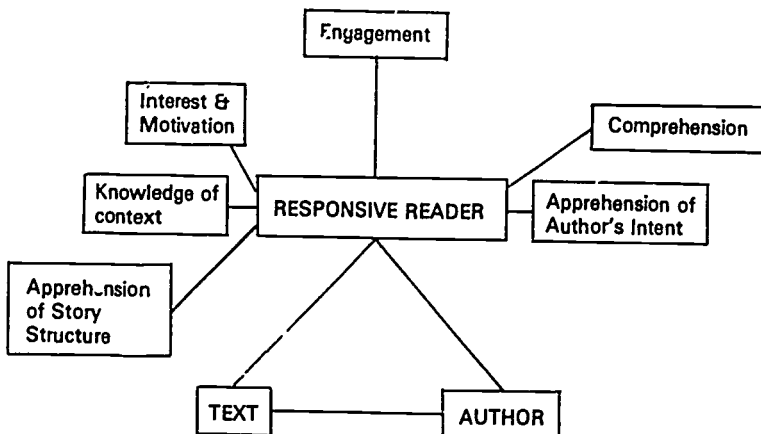 Engagement
Interest &
Motivation
Comprehension
Knowledge of
context
RESPONSIVE READER
Apprehension of
Author's Intent
Apprehension
of Story
Structure
TEXT
AUTHOR